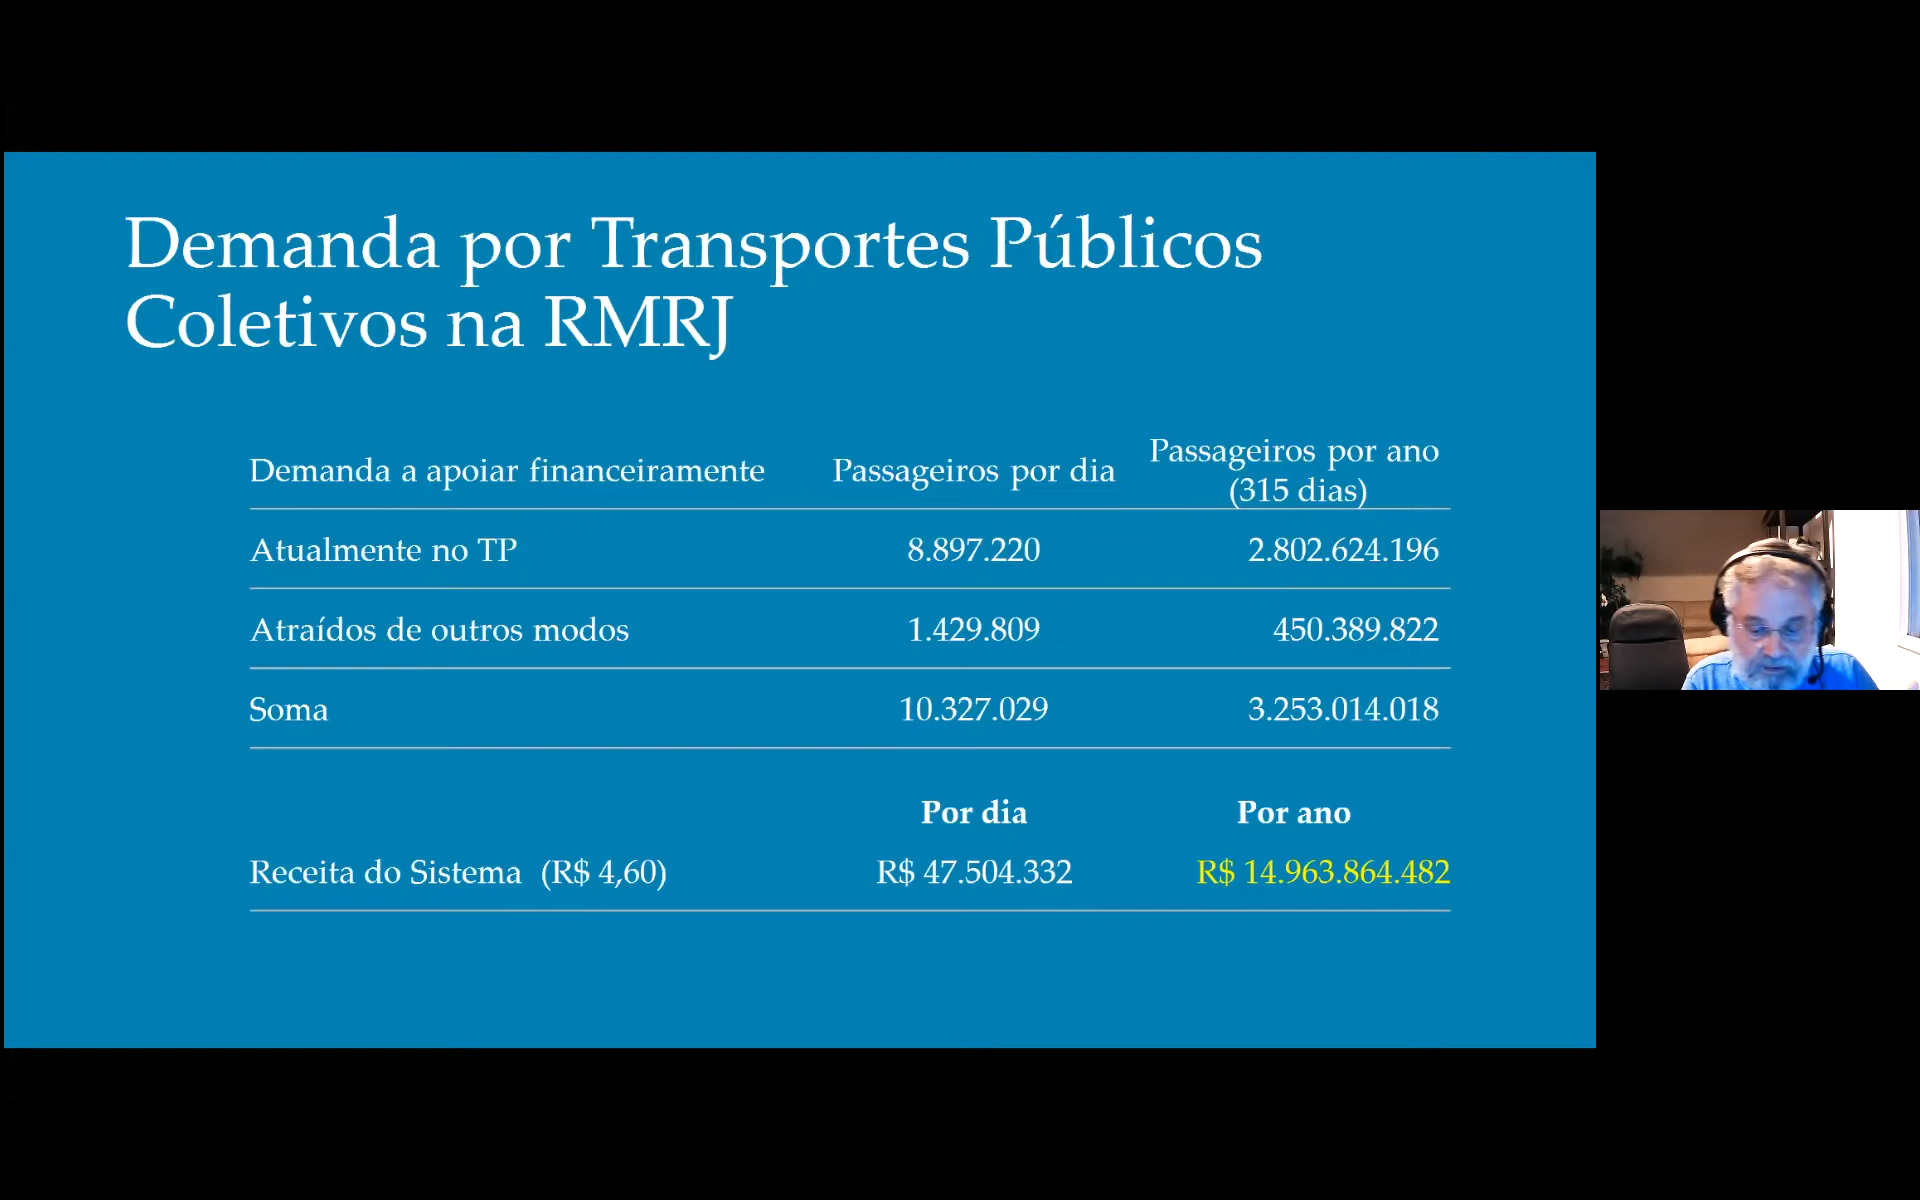 Demanda por Transportes Públicos
Coletivos na RMRJ
Demanda a apoiar financeiramente Passageiros por dia Passageiros por ano
(315 dias)
Atualmente no TP 8.897.220 2.802.624.196
Atraídos de outros modos 1.429.809 450.389.822
Soma 10.327.029 3.253.014.018
Por dia Por ano
Receita do Sistema (R$ 4,60) R$ 47.504.332 R$ 14.963.864.482